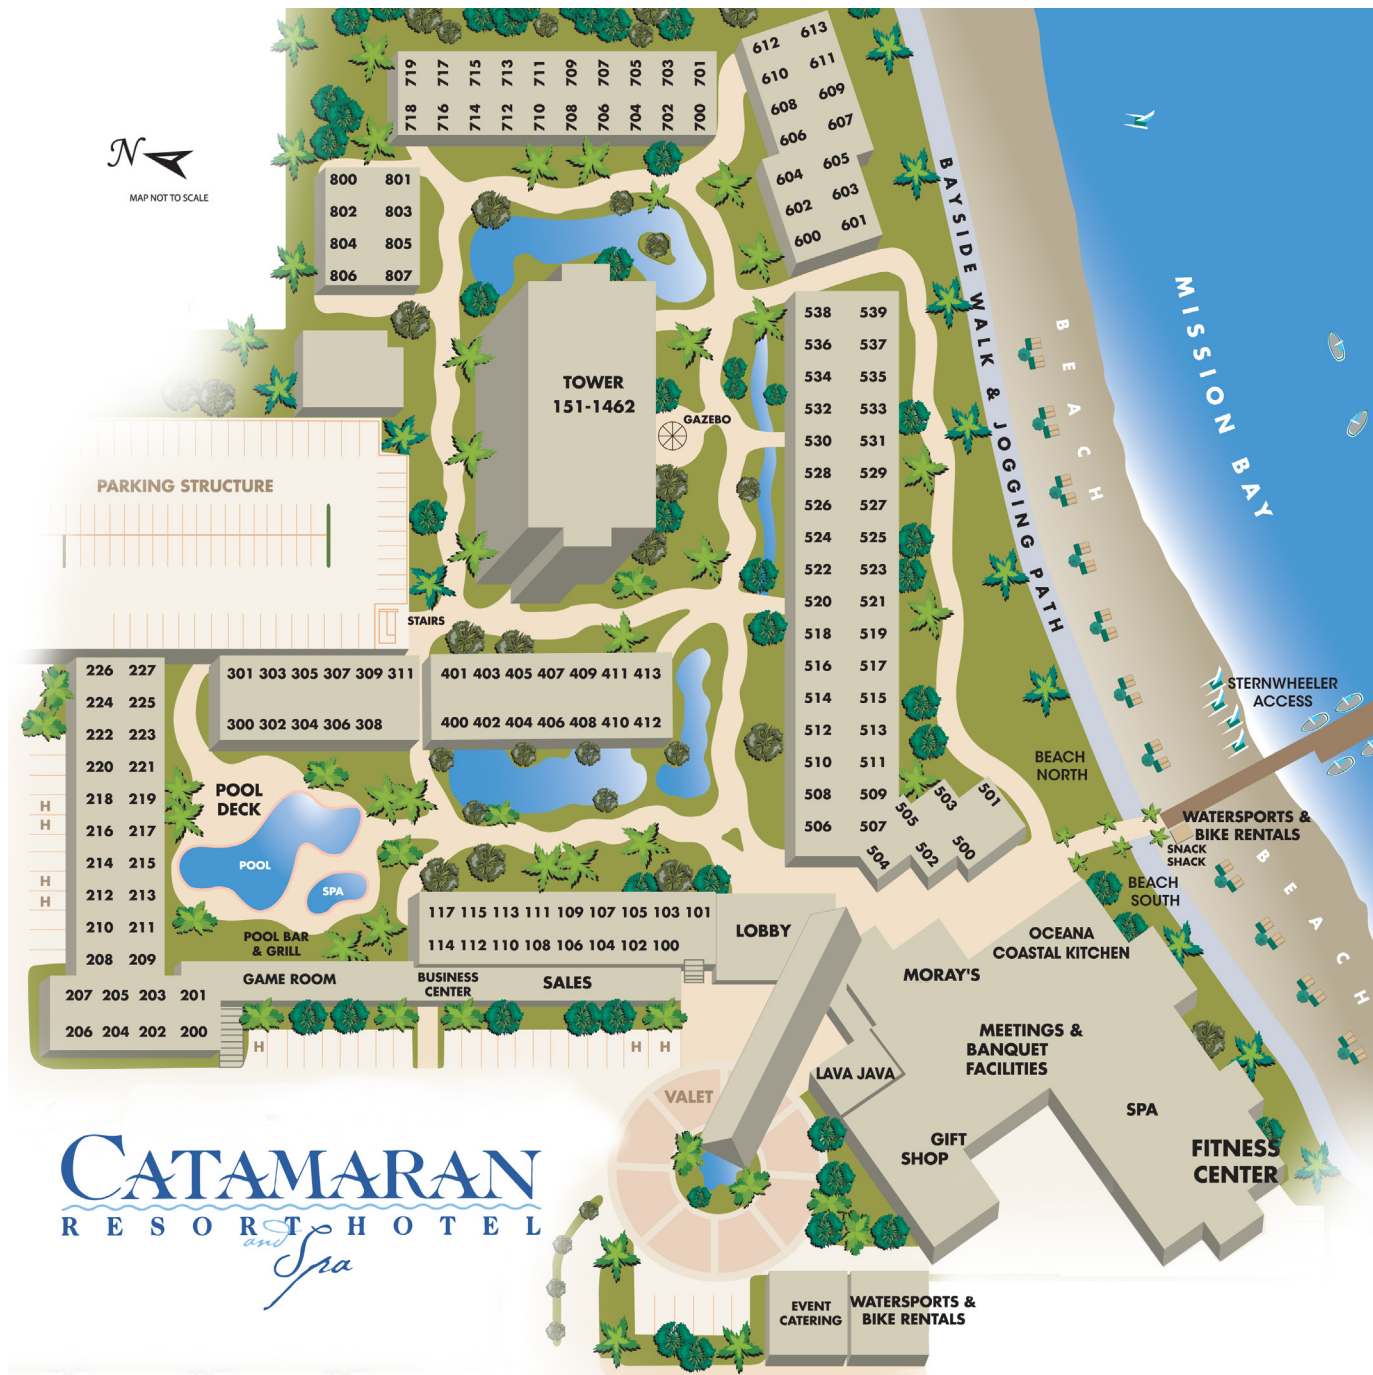 N
MAP NOT TO SCALE
719 717 715 713 711 709 707 705 703 701
718 716 714 712 710 708 706 704 702 700
612 613
610 611
608 609
606 607
604 605
602 603
600 601
800 801
802 803
804 805
806 807
BAYSIDE WALK & JOGGING PATH
MISSION BAY
BEACH
TOWER
151-1462
GAZEBO
538 539
536 537
534 535
532 533
530 531
528 529
526 527
524 525
522 523
520 521
518 519
516 517
514 515
512 513
510 511
508 509
506 507
505 503 501
504 502 500
PARKING STRUCTURE
STAIRS
STERNWHEELER
ACCESS
BEACH
NORTH
WATERSPORTS &
BIKE RENTALS
SNACK
SHACK
BEACH
SOUTH
BEACH
226 227
224 225
222 223
220 221
218 219
216 217
214 215
212 213
210 211
208 209
207 205 203 201
206 204 202 200
H
H
H
H
301 303 305 307 309 311
300 302 304 306 308
401 403 405 407 409 411 413
400 402 404 406 408 410 412
POOL
DECK
POOL
SPA
POOL BAR
& GRILL
117 115 113 111 109 107 105 103 101
114 112 110 108 106 104 102 100
LOBBY
GAME ROOM
BUSINESS
CENTER
SALES
H
H H
OCEANA
COASTAL KITCHEN
MORAY'S
MEETINGS &
BANQUET
FACILITIES
LAVA JAVA
VALET
SPA
GIFT
SHOP
FITNESS
CENTER
CATAMARAN
RESORT HOTEL
and
Spa
EVENT
CATERING
WATERSPORTS &
BIKE RENTALS